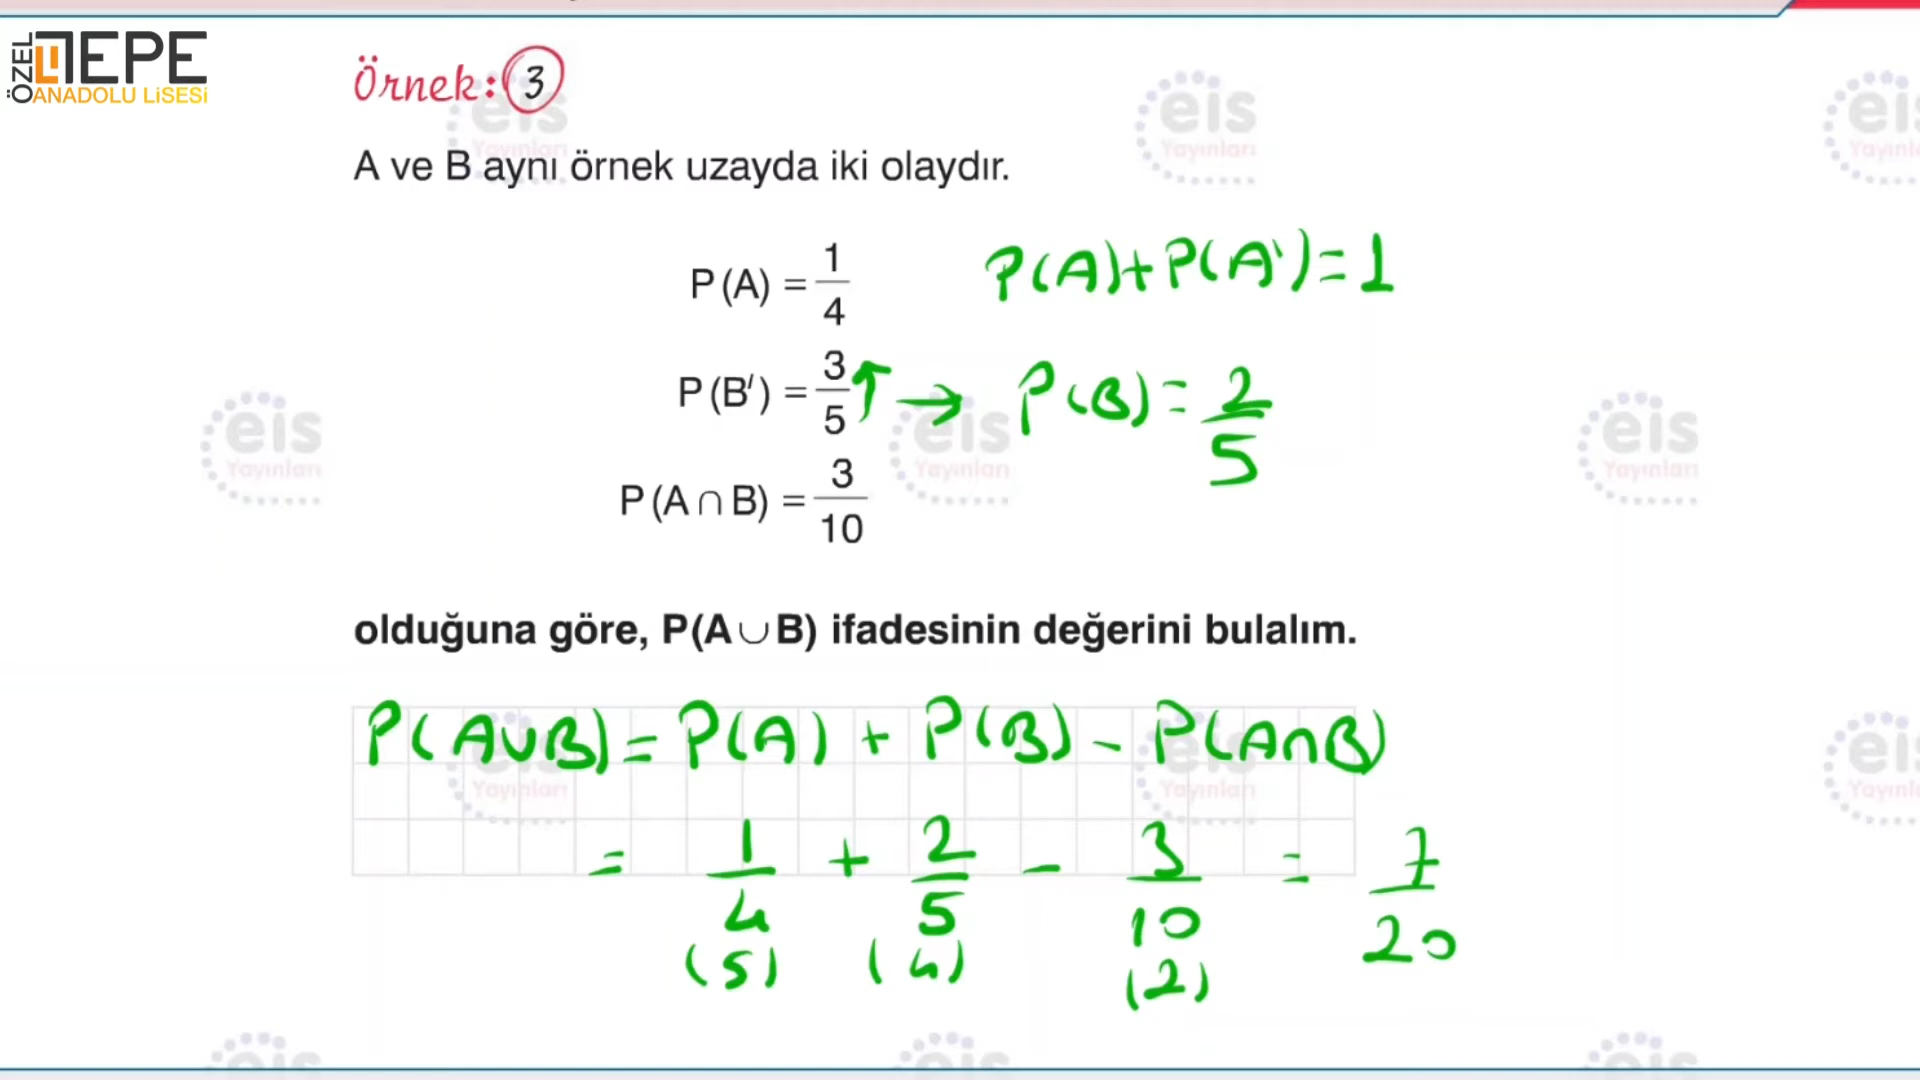 ÖZEL TEPE
ANADOLU LİSESİ
Örnek: 3
A ve B aynı örnek uzayda iki olaydır.
P(A) = 1/4
P(A) + P(A') = 1
P(B′) = 3/5 → P(B) = 2/5
P(A ∩ B) = 3/10
olduğuna göre, P(A ∪ B) ifadesinin değerini bulalım.
P(A∪B) = P(A) + P(B) - P(A∩B)
= 1/4 + 2/5 - 3/10 = 7/20
(5) (4) (2)
eis Yayınları